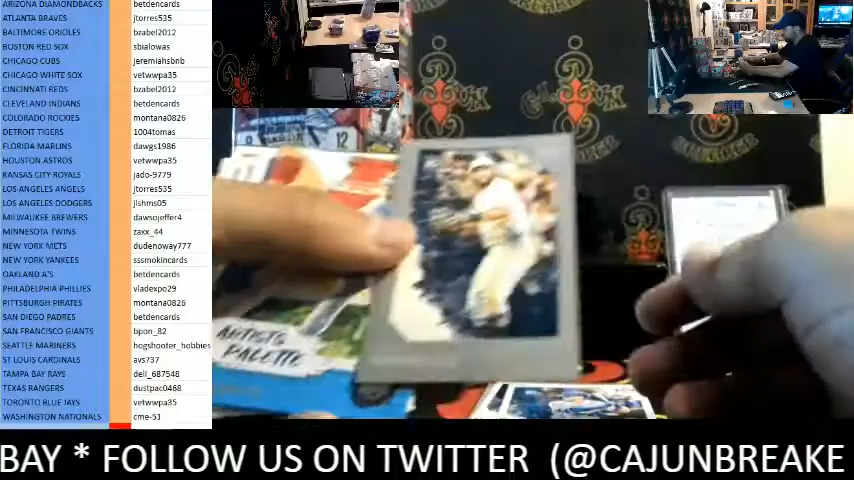 ARIZONA DIAMONDBACKS betdencards
ATLANTA BRAVES jtorres535
BALTIMORE ORIOLES bzabel2012
BOSTON RED SOX sbialowas
CHICAGO CUBS jeremiahsbnb
CHICAGO WHITE SOX vetwwpa35
CINCINNATI REDS bzabel2012
CLEVELAND INDIANS betdencards
COLORADO ROCKIES montana0826
DETROIT TIGERS 1004tomas
FLORIDA MARLINS dawgs1986
HOUSTON ASTROS vetwwpa35
KANSAS CITY ROYALS jado-9779
LOS ANGELES ANGELS jtorres535
LOS ANGELES DODGERS jlshms05
MILWAUKEE BREWERS dawsojeffer4
MINNESOTA TWINS zaxx_44
NEW YORK METS dudenoway777
NEW YORK YANKEES sssmokincards
OAKLAND A'S betdencards
PHILADELPHIA PHILLIES vladexpo29
PITTSBURGH PIRATES montana0826
SAN DIEGO PADRES betdencards
SAN FRANCISCO GIANTS bpon_82
SEATTLE MARINERS hogshooter_hobbies
ST LOUIS CARDINALS avs737
TAMPA BAY RAYS dell_687548
TEXAS RANGERS dustpac0468
TORONTO BLUE JAYS vetwwpa35
WASHINGTON NATIONALS cme-53
12
ARTIST'S
PALETTE
BAY * FOLLOW US ON TWITTER (@CAJUNBREAKE